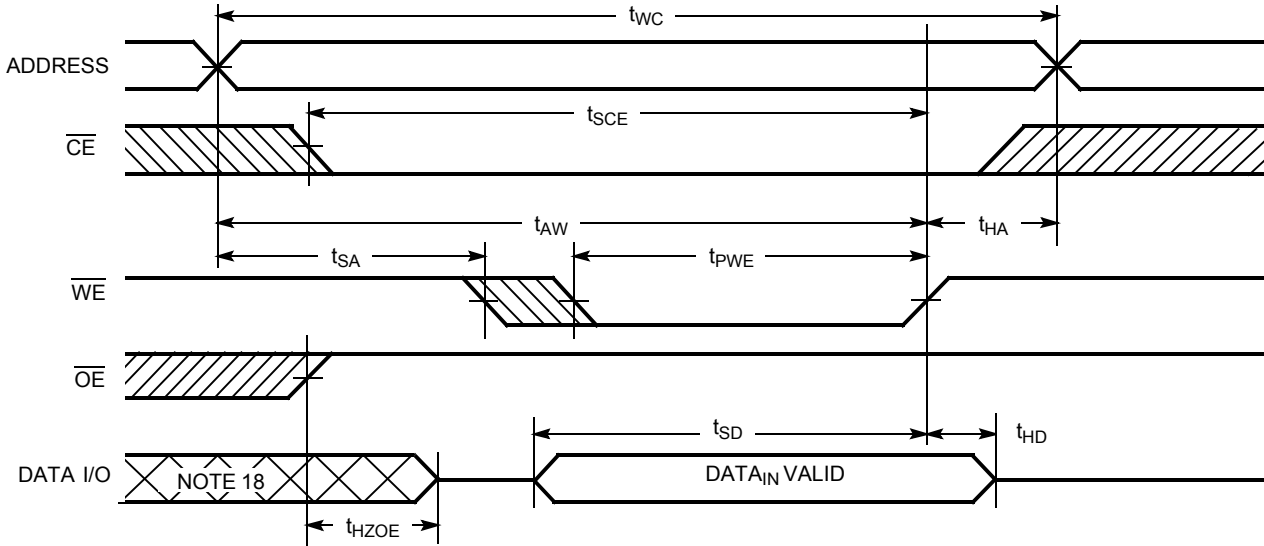 tWC
ADDRESS
tSCE
CE
tAW
tHA
tSA
tPWE
WE
OE
tSD
tHD
DATA I/O
NOTE 18
DATAIN VALID
tHZOE